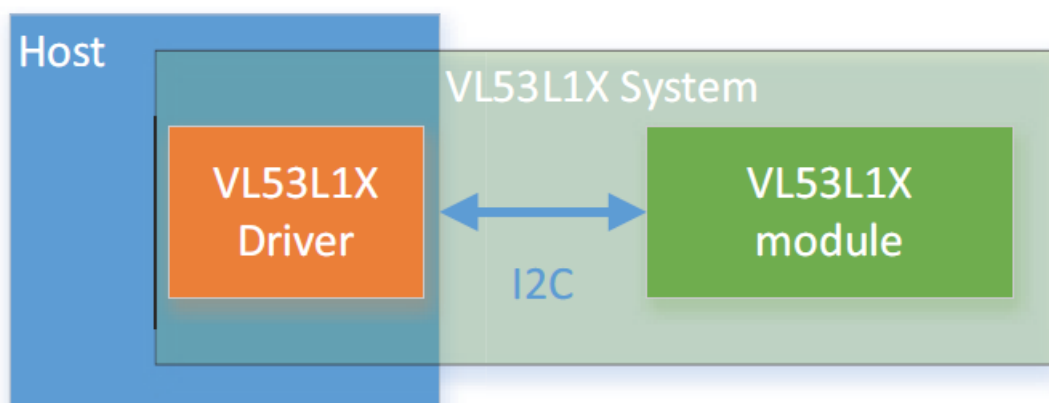 Host
VL53L1X System
VL53L1X
Driver
I2C
VL53L1X
module